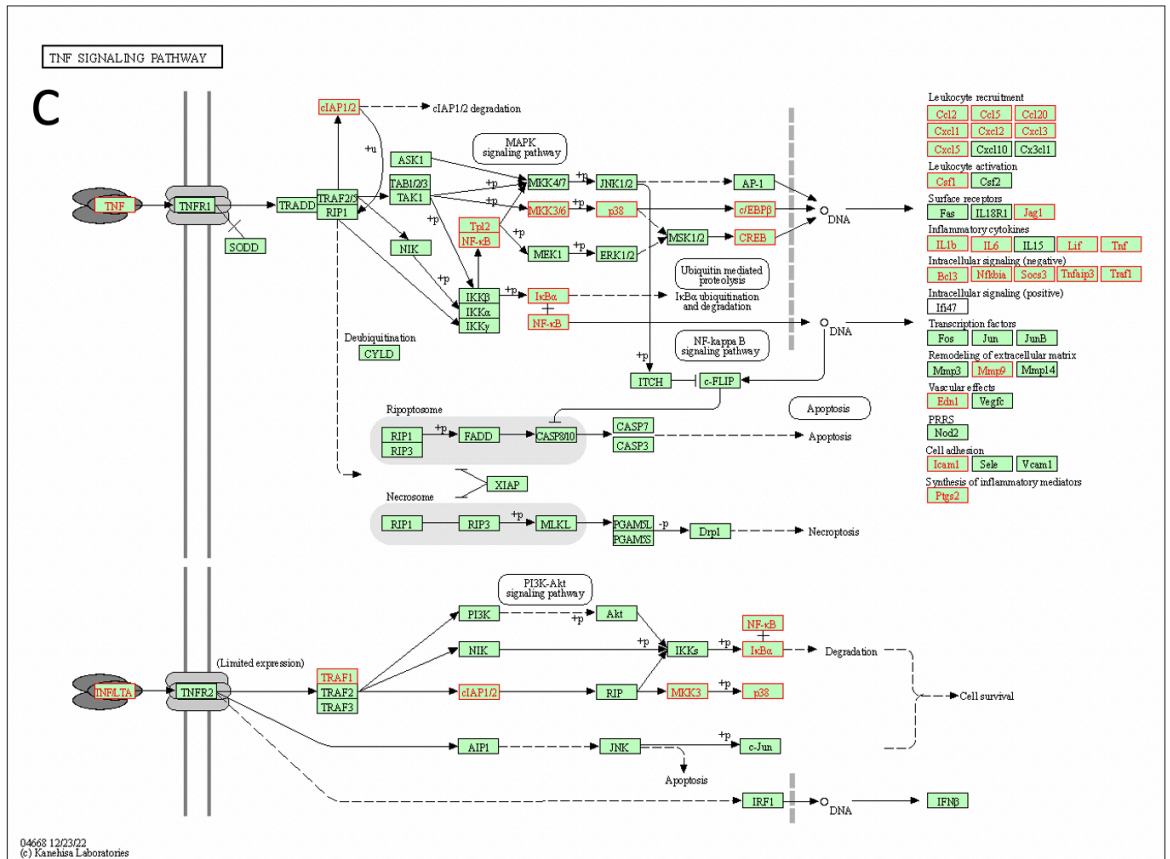 TNF SIGNALING PATHWAY
C
cIAP1/2
cIAP1/2 degradation
+u
MAPK
signaling pathway
ASK1
TAB1/2/3
TAK1
+p
+p
+p
MKK4/7
+p
JNK1/2
AP-1
TNF
TNFR1
SODD
TRADD
TRAF2/5
RIP1
MKK3/6
+p
p38
c/EBPβ
DNA
Tpl2
NF-κB
NIK
MEK1
+p
ERK1/2
MSK1/2
CREB
+p
+p
Ubiquitin mediated
proteolysis
IKKβ
IKKα
IKKγ
+p
IκBα
IκBα ubiquitination
and degradation
NF-κB
DNA
Deubiquitination
CYLD
NF-kappa B
signaling pathway
+p
ITCH
c-FLIP
Apoptosis
Ripoptosome
RIP1
RIP3
+p
FADD
CASP8/10
CASP7
CASP3
Apoptosis
XIAP
Necrosome
RIP1
RIP3
+p
MLKL
PGAM5L
PGAM5S
-p
Drp1
Necroptosis
Leukocyte recruitment
Ccl2 Ccl5 Ccl20
Cxcl1 Cxcl2 Cxcl3
Cxcl5 Cxcl10 Cx3cl1
Leukocyte activation
Csf1 Csf2
Surface receptors
Fas IL18R1 Jag1
Inflammatory cytokines
IL1b IL6 IL15 Lif Tnf
Intracellular signaling (negative)
Bcl3 Nfkbia Socs3 Tnfaip3 Traf1
Intracellular signaling (positive)
Ifi47
Transcription factors
Fos Jun JunB
Remodeling of extracellular matrix
Mmp3 Mmp9 Mmp14
Vascular effects
Edn1 Vegfc
PRRS
Nod2
Cell adhesion
Icam1 Sele Vcam1
Synthesis of inflammatory mediators
Ptgs2
PI3K-Akt
signaling pathway
PI3K
+p
Akt
NF-κB
NIK
+p
IKKs
+p
IκBα
Degradation
(Limited expression)
TNF/LTA
TNFR2
TRAF1
TRAF2
TRAF3
cIAP1/2
RIP
+p
MKK3
+p
p38
Cell survival
AIP1
JNK
+p
c-Jun
Apoptosis
IRF1
DNA
IFNβ
04668 12/23/22
(c) Kanehisa Laboratories